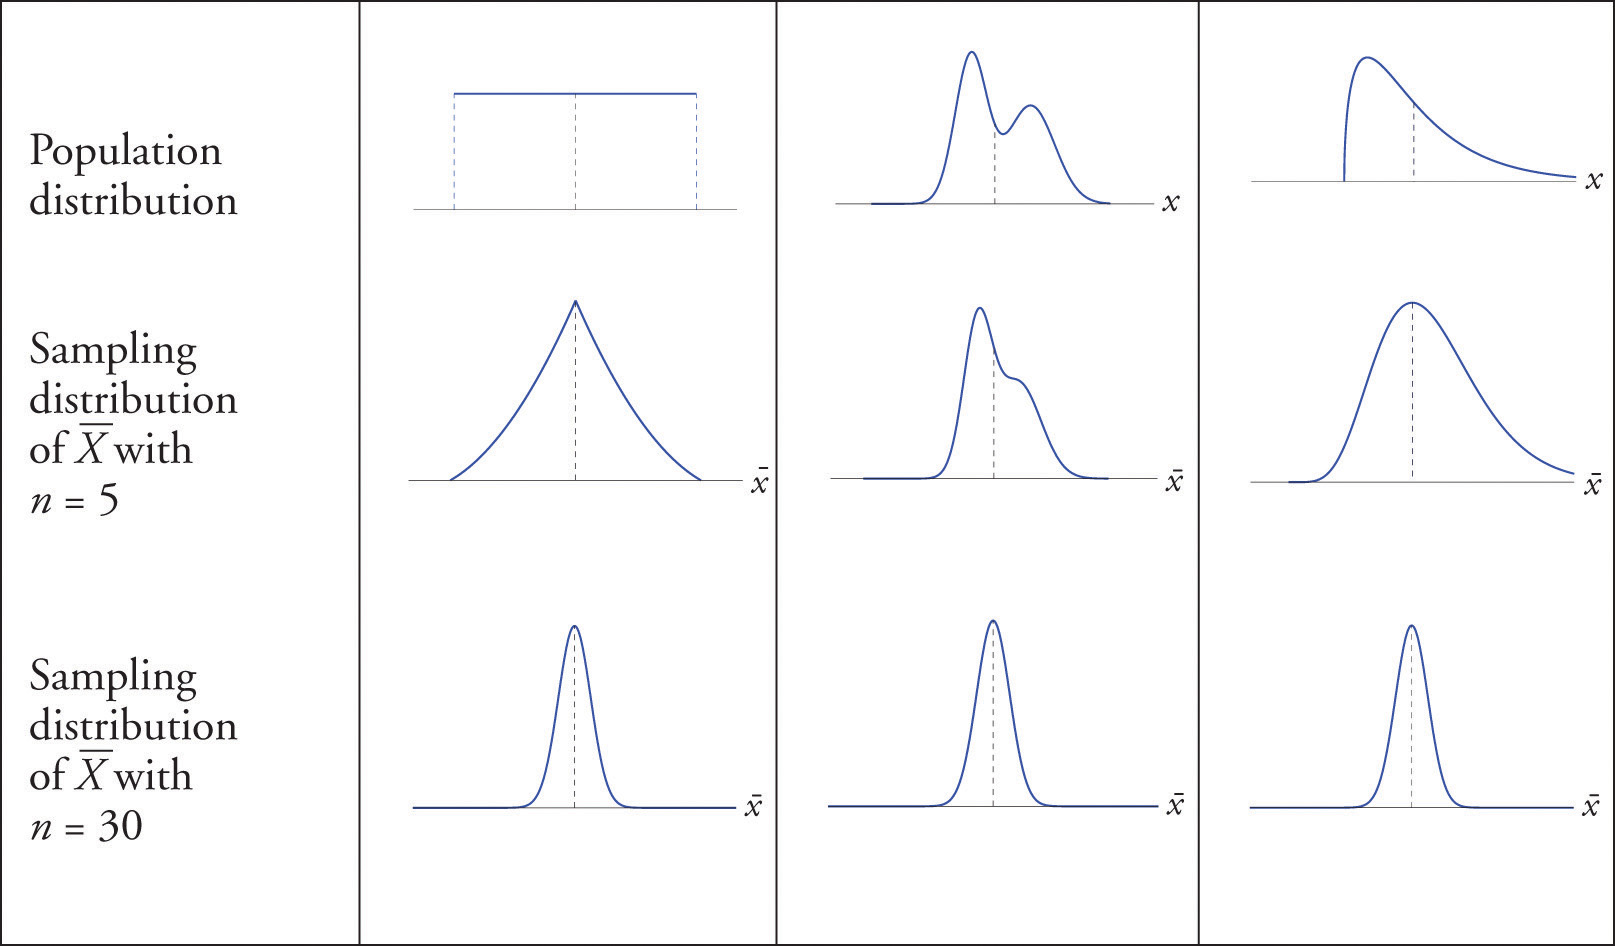 Population
distribution
x
x
Sampling
distribution
of X̅ with
n = 5
x̄
x̄
x̄
Sampling
distribution
of X̅ with
n = 30
x̄
x̄
x̄